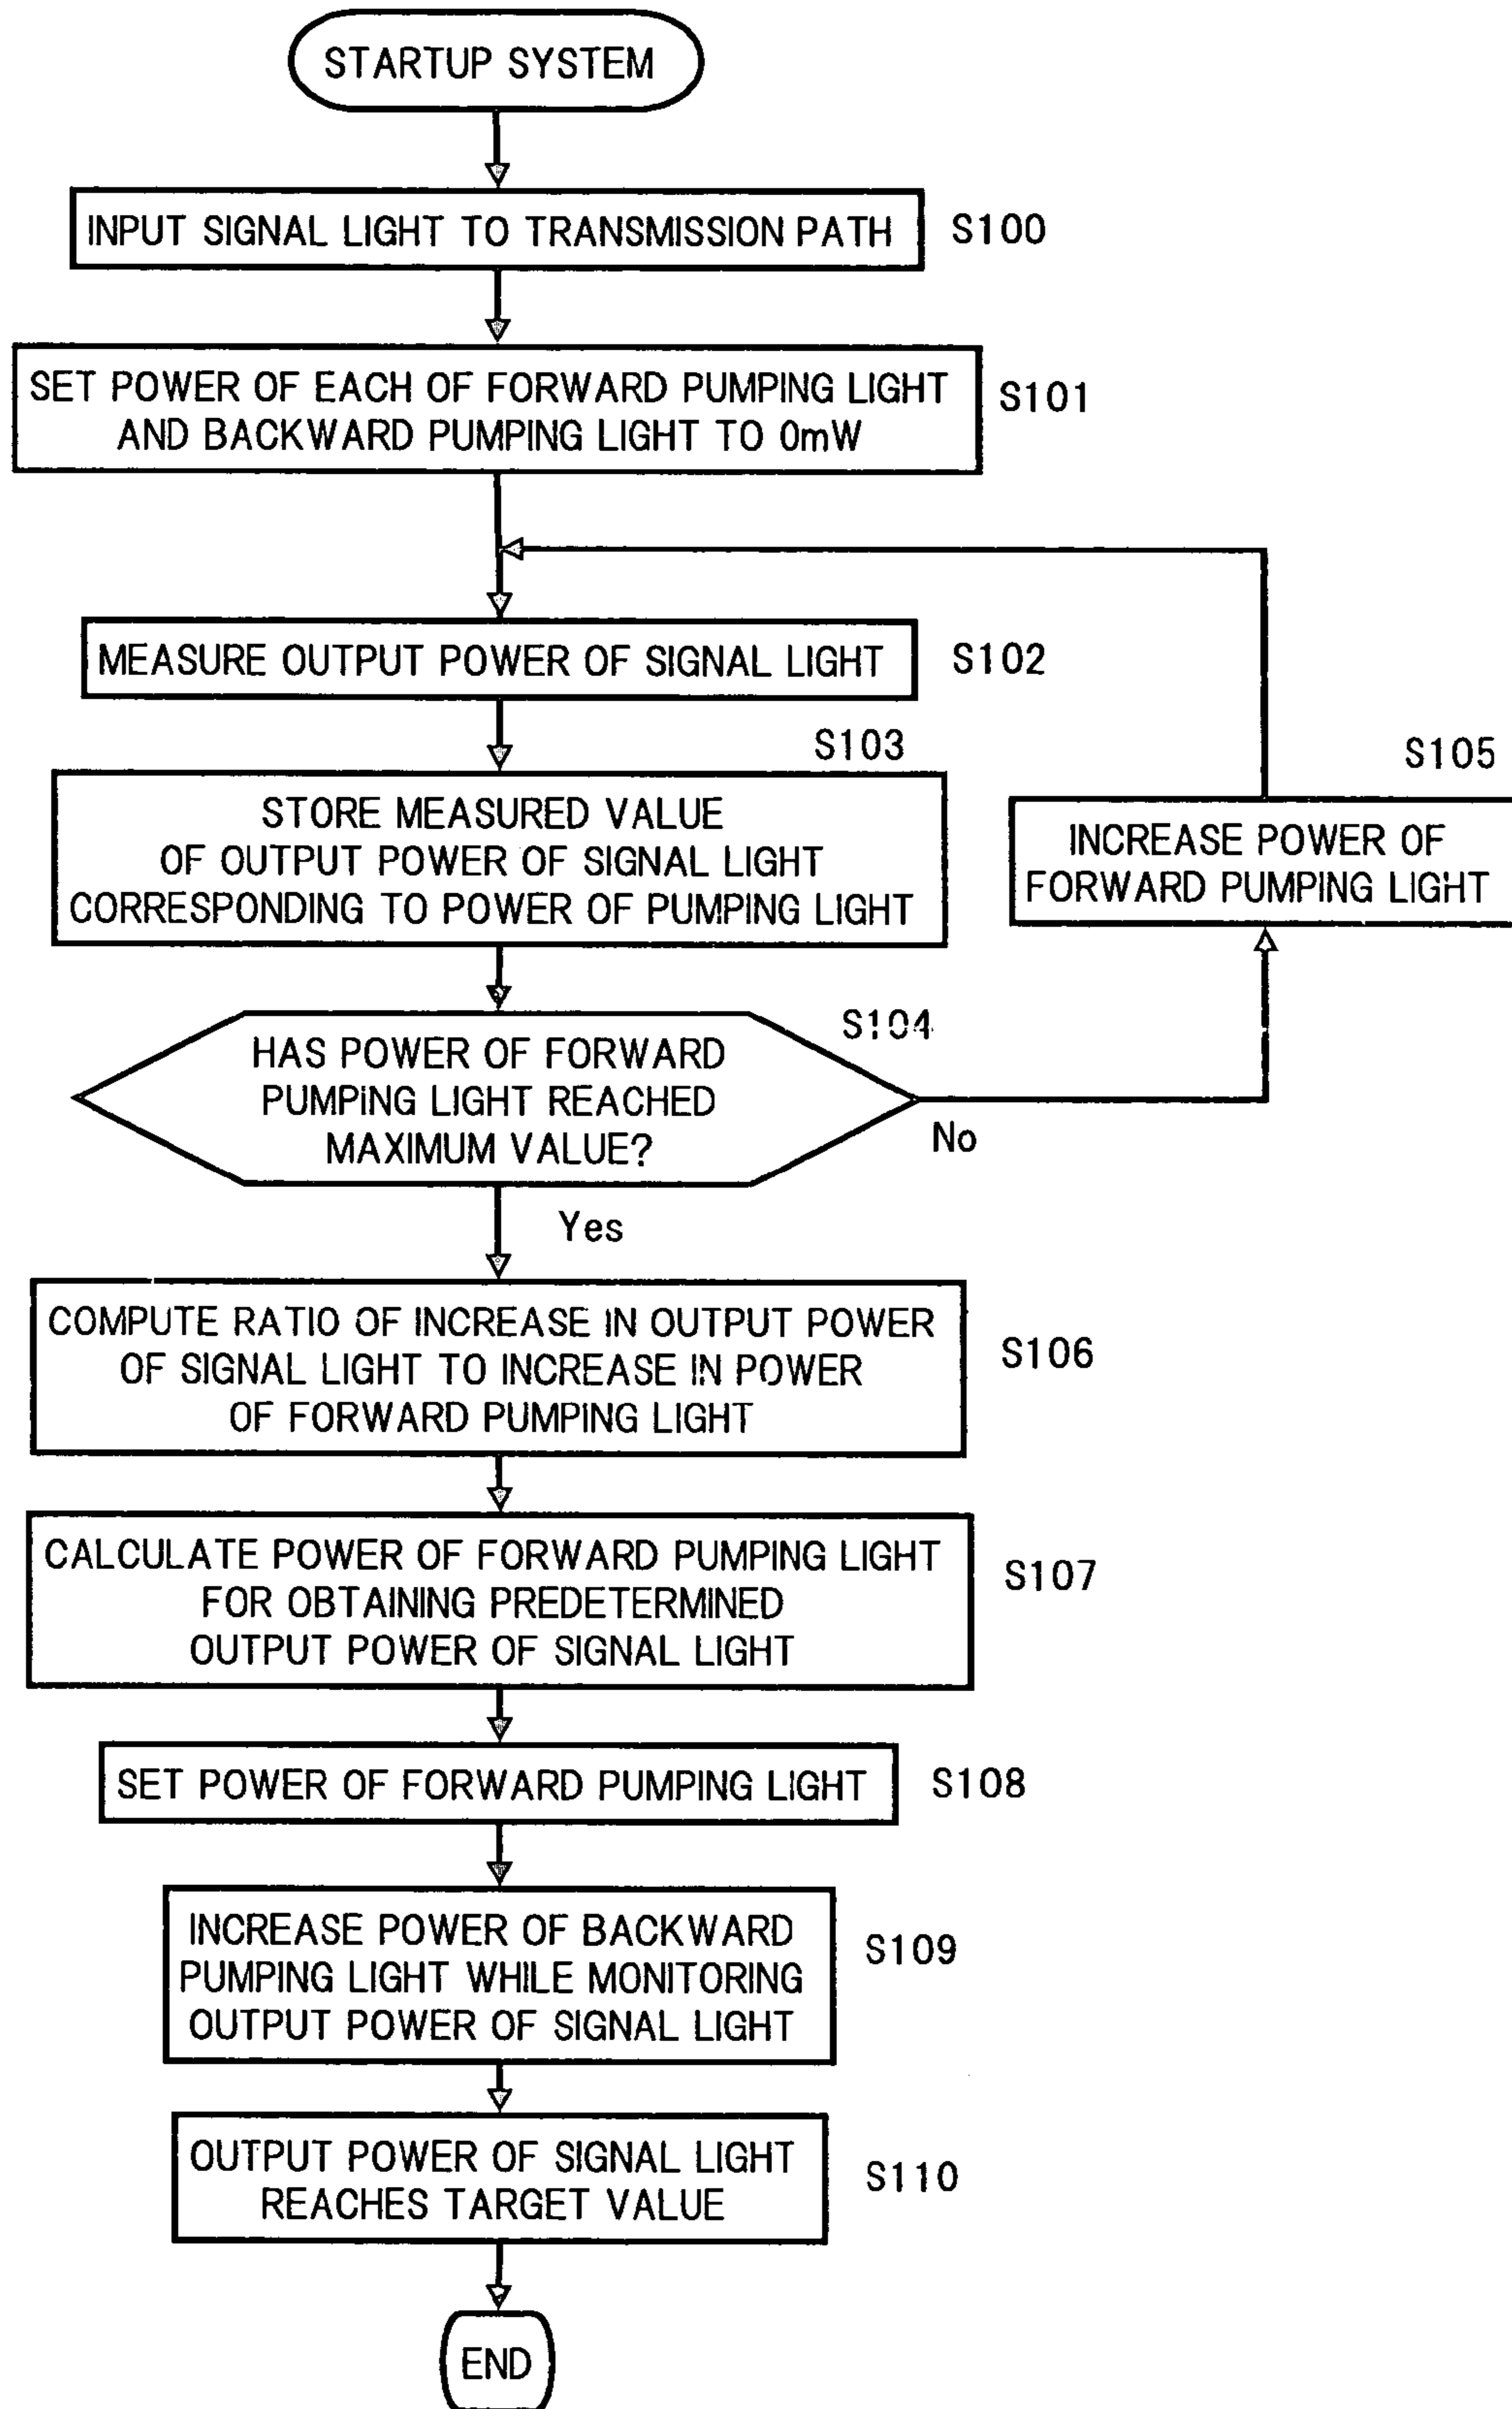 STARTUP SYSTEM
INPUT SIGNAL LIGHT TO TRANSMISSION PATH
S100
SET POWER OF EACH OF FORWARD PUMPING LIGHT
AND BACKWARD PUMPING LIGHT TO 0mW
S101
MEASURE OUTPUT POWER OF SIGNAL LIGHT
S102
S103
STORE MEASURED VALUE
OF OUTPUT POWER OF SIGNAL LIGHT
CORRESPONDING TO POWER OF PUMPING LIGHT
S105
INCREASE POWER OF
FORWARD PUMPING LIGHT
S104
HAS POWER OF FORWARD
PUMPING LIGHT REACHED
MAXIMUM VALUE?
No
Yes
COMPUTE RATIO OF INCREASE IN OUTPUT POWER
OF SIGNAL LIGHT TO INCREASE IN POWER
OF FORWARD PUMPING LIGHT
S106
CALCULATE POWER OF FORWARD PUMPING LIGHT
FOR OBTAINING PREDETERMINED
OUTPUT POWER OF SIGNAL LIGHT
S107
SET POWER OF FORWARD PUMPING LIGHT
S108
INCREASE POWER OF BACKWARD
PUMPING LIGHT WHILE MONITORING
OUTPUT POWER OF SIGNAL LIGHT
S109
OUTPUT POWER OF SIGNAL LIGHT
REACHES TARGET VALUE
S110
END